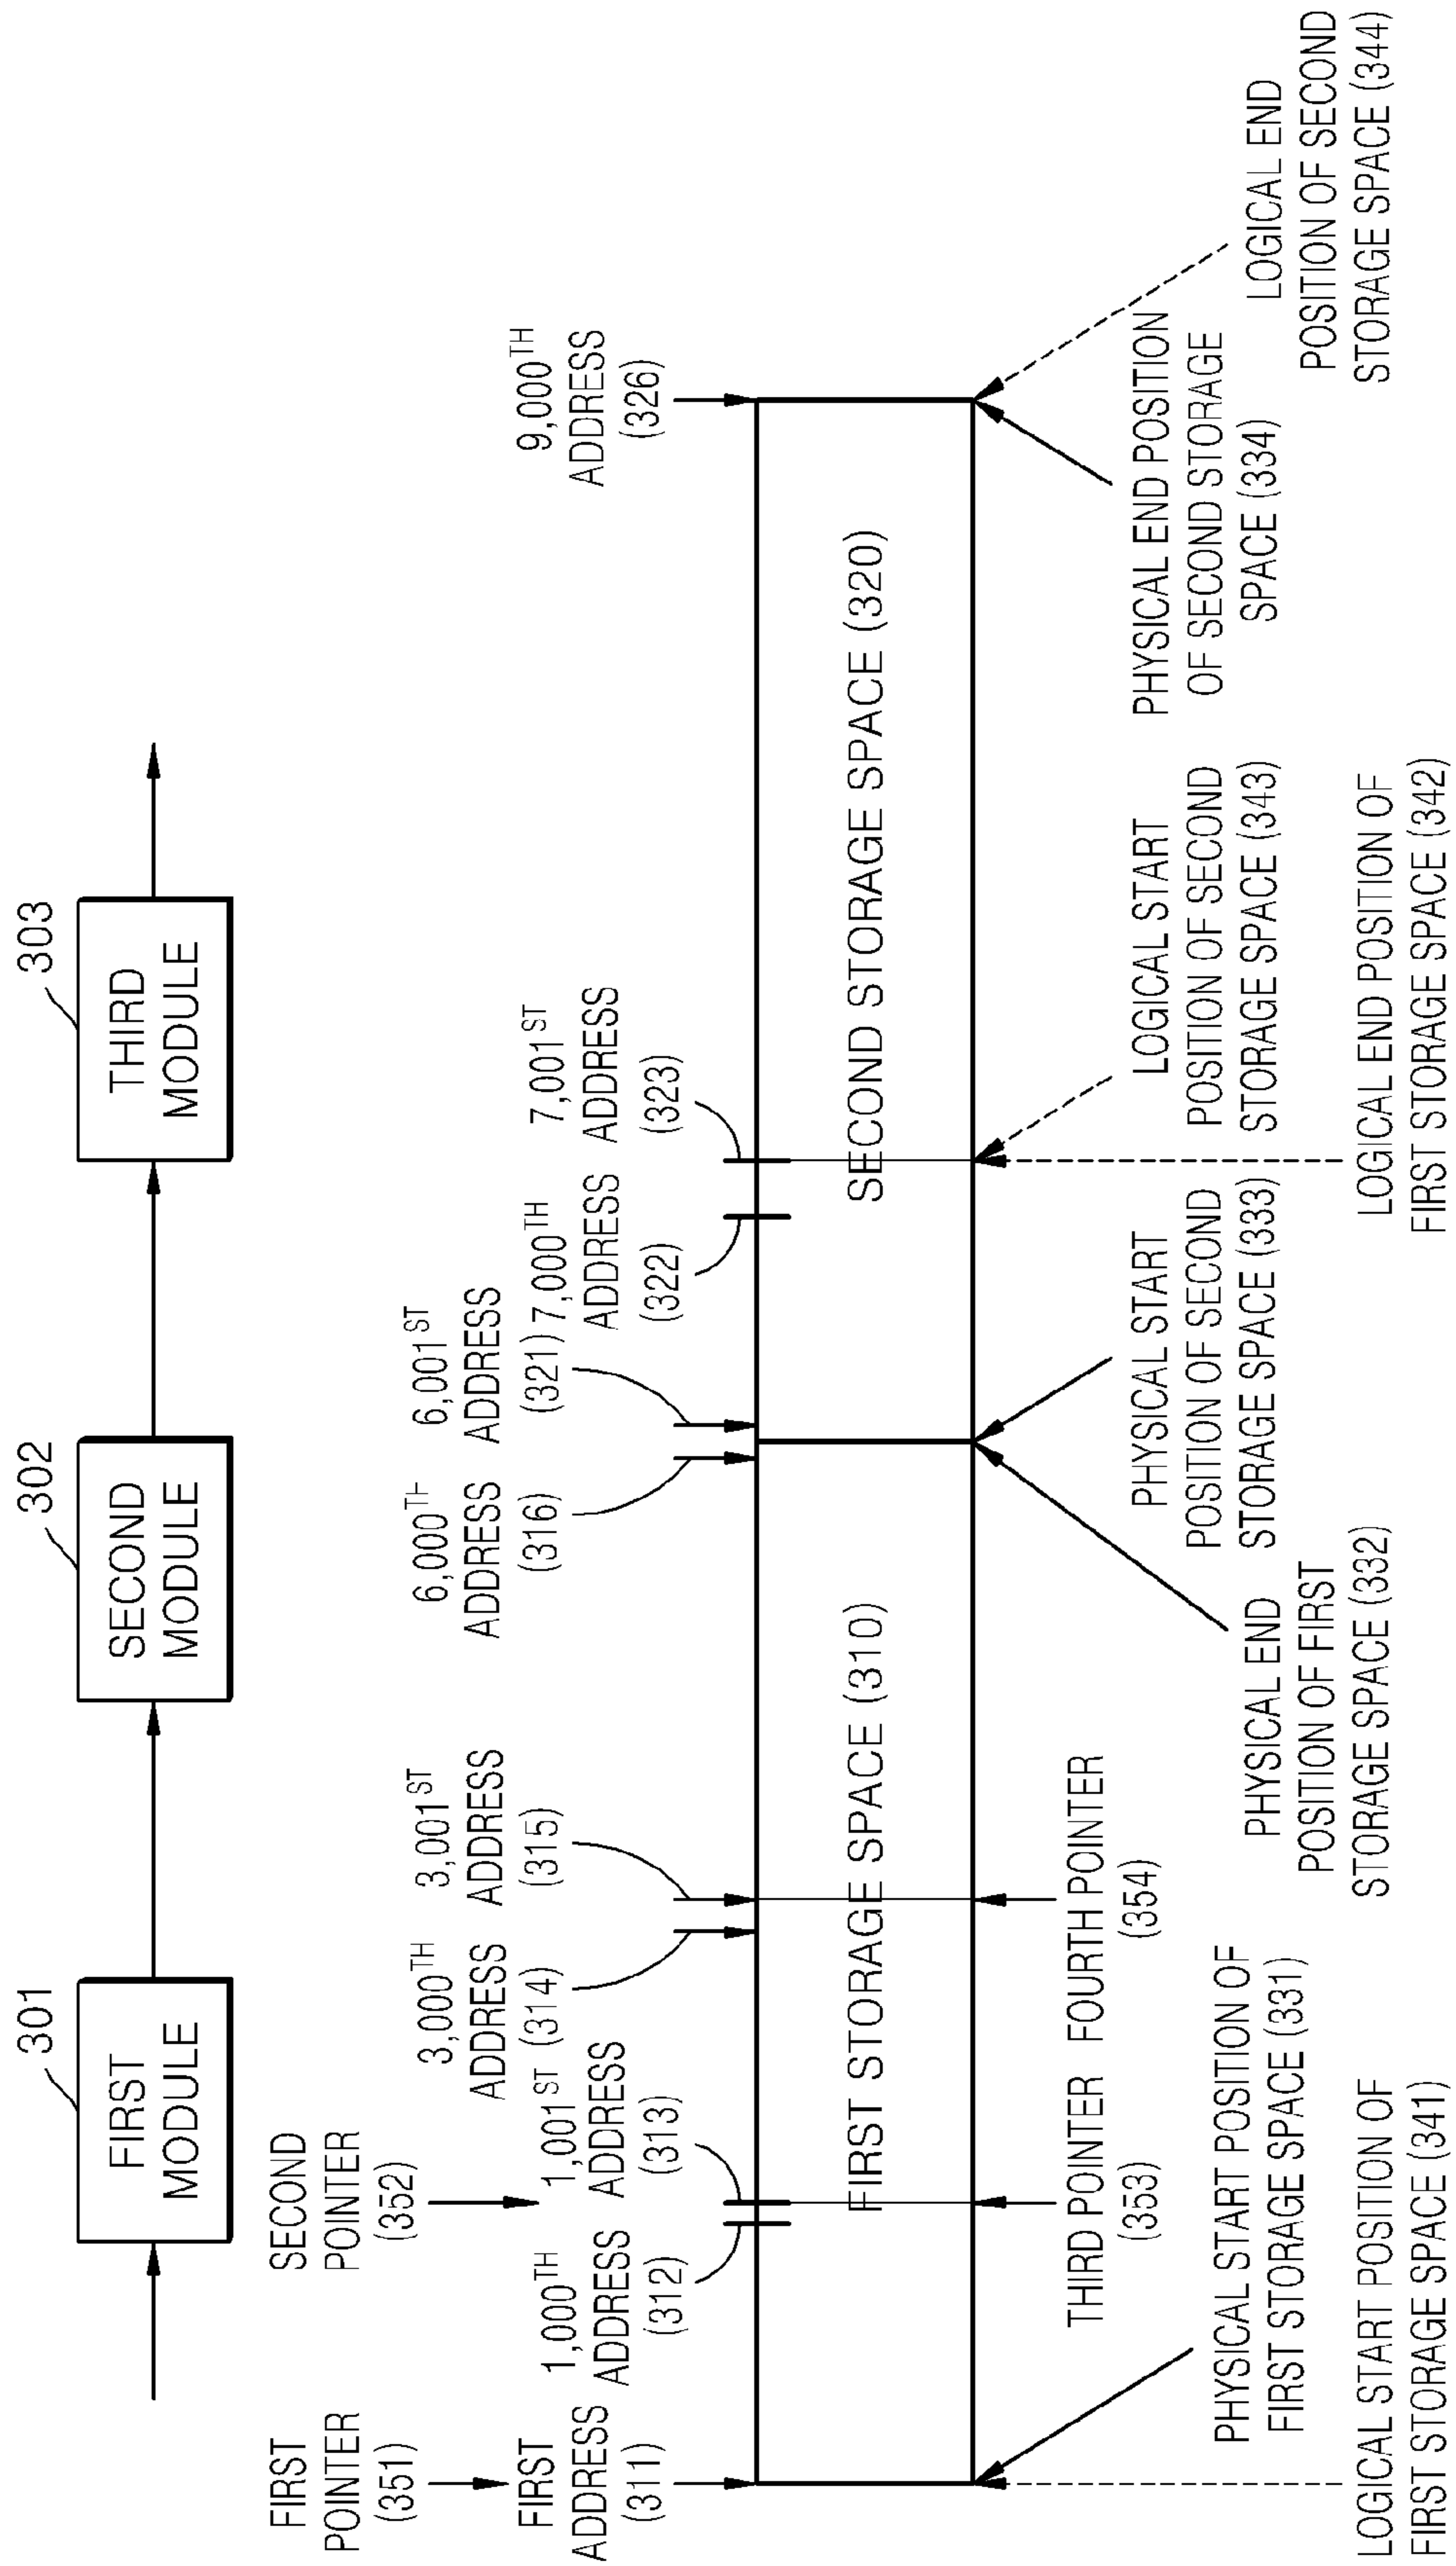 301
FIRST
MODULE
302
SECOND
MODULE
303
THIRD
MODULE
FIRST
POINTER
(351)
SECOND
POINTER
(352)
FIRST
ADDRESS
(311)
1,000TH
ADDRESS
(312)
1,001ST
ADDRESS
(313)
3,000TH
ADDRESS
(314)
3,001ST
ADDRESS
(315)
6,000TH
ADDRESS
(316)
6,001ST
ADDRESS
(321)
7,000TH
ADDRESS
(322)
7,001ST
ADDRESS
(323)
9,000TH
ADDRESS
(326)
FIRST STORAGE SPACE (310)
SECOND STORAGE SPACE (320)
THIRD POINTER
(353)
FOURTH POINTER
(354)
PHYSICAL START POSITION OF
FIRST STORAGE SPACE (331)
LOGICAL START POSITION OF
FIRST STORAGE SPACE (341)
PHYSICAL END
POSITION OF FIRST
STORAGE SPACE (332)
PHYSICAL START
POSITION OF SECOND
STORAGE SPACE (333)
LOGICAL START
POSITION OF SECOND
STORAGE SPACE (343)
LOGICAL END POSITION OF
FIRST STORAGE SPACE (342)
PHYSICAL END POSITION
OF SECOND STORAGE
SPACE (334)
LOGICAL END
POSITION OF SECOND
STORAGE SPACE (344)